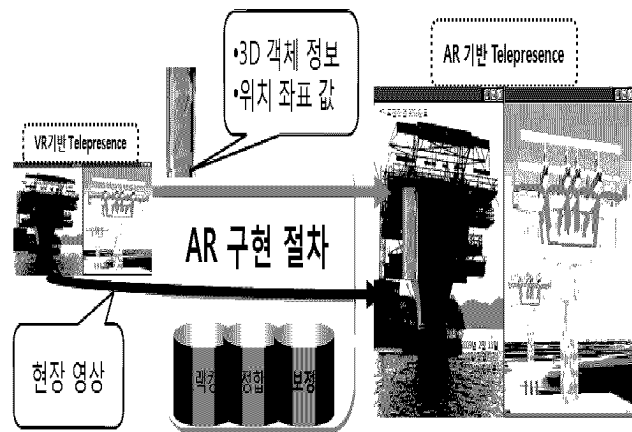 •3D 객체 정보
•위치 좌표 값
AR 기반 Telepresence
VR기반 Telepresence
AR 구현 절차
현장 영상
정합
보정